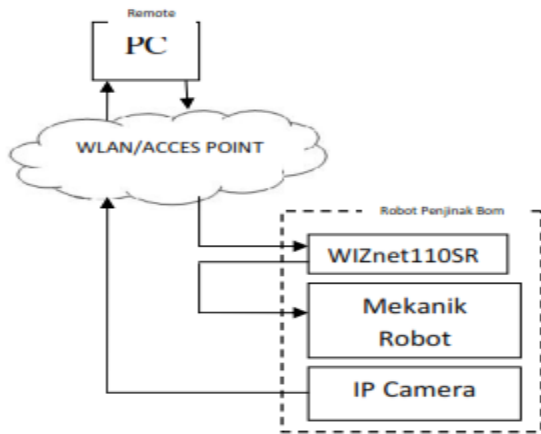 Remote
PC
WLAN/ACCES POINT
Robot Penjinak Bom
WIZnet110SR
Mekanik
Robot
IP Camera